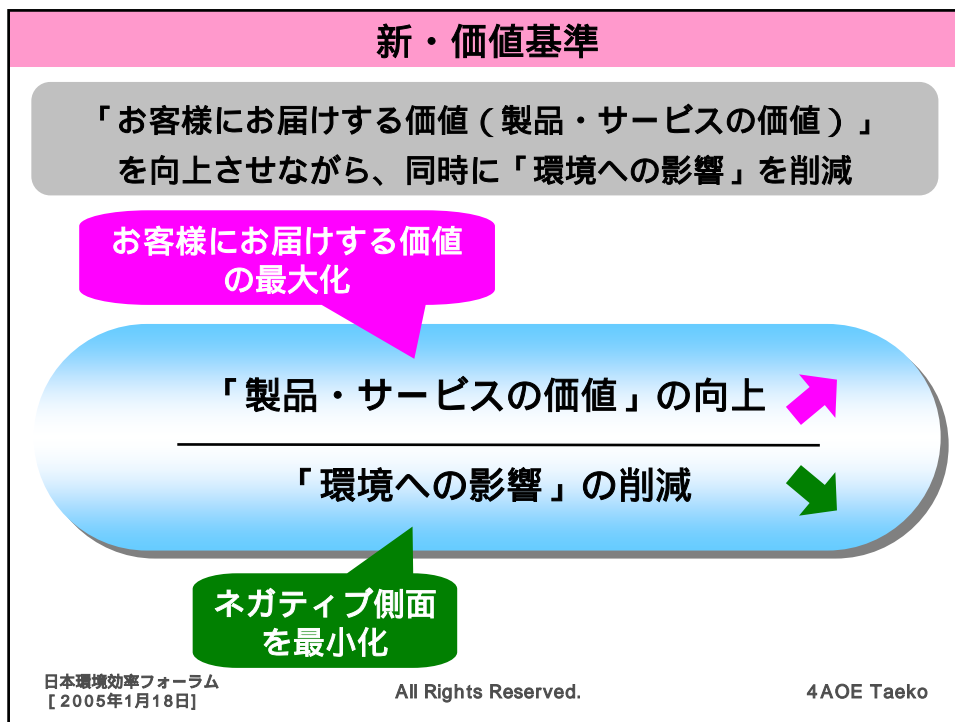 新・価値基準
「お客様にお届けする価値（製品・サービスの価値）」
を向上させながら、同時に「環境への影響」を削減
お客様にお届けする価値
の最大化
「製品・サービスの価値」の向上
「環境への影響」の削減
ネガティブ側面
を最小化
日本環境効率フォーラム
[2005年1月18日]
All Rights Reserved.
4AOE Taeko